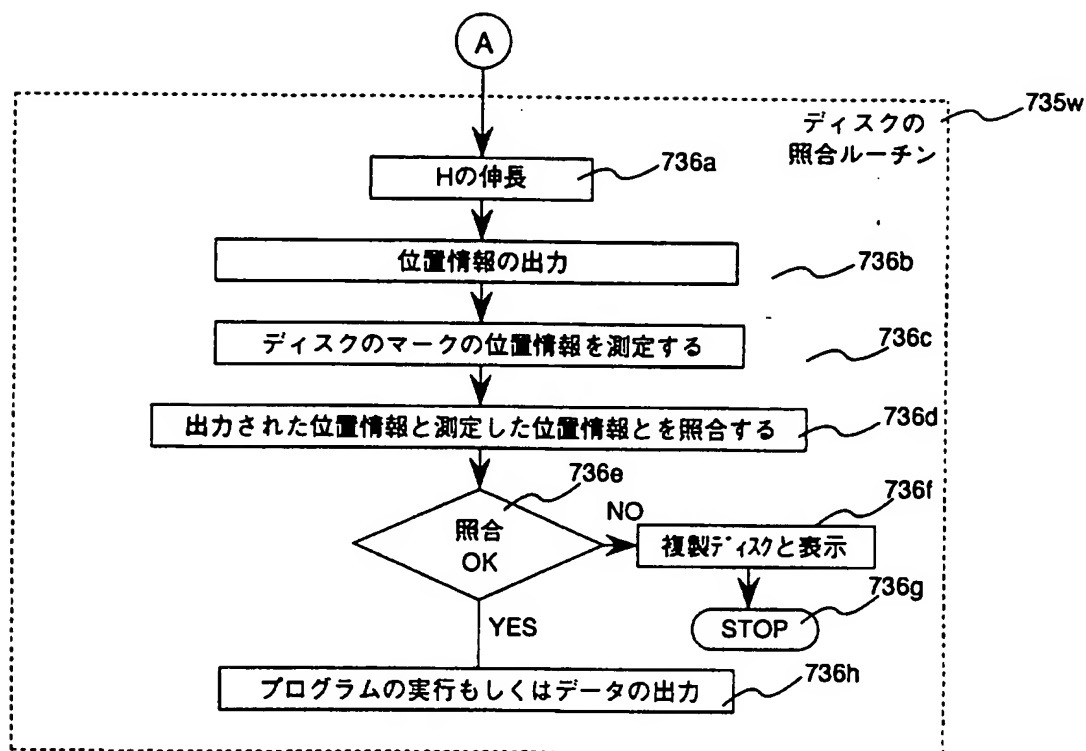 A
735w
ディスクの
照合ルーチン
Hの伸長
736a
位置情報の出力
736b
ディスクのマークの位置情報を測定する
736c
出力された位置情報と測定した位置情報とを照合する
736d
736e
照合
OK
NO
736f
複製ﾃﾞｨｽｸと表示
736g
STOP
YES
プログラムの実行もしくはデータの出力
736h